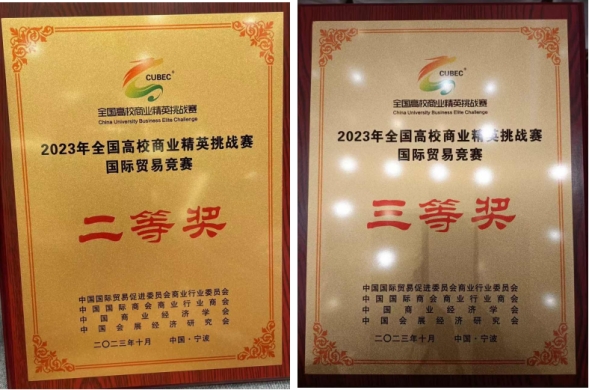 CUBEC
全国高校商业精英挑战赛
China University Business Elite Challenge
2023年全国高校商业精英挑战赛
国际贸易竞赛
二等奖
中国国际贸易促进委员会商业行业委员会
中国国际商会商业行业商会
中国商业经济学会
中国会展经济研究会
二〇二三年十月 中国·宁波
CUBEC
全国高校商业精英挑战赛
China University Business Elite Challenge
2023年全国高校商业精英挑战赛
国际贸易竞赛
三等奖
中国国际贸易促进委员会商业行业委员会
中国国际商会商业行业商会
中国商业经济学会
中国会展经济研究会
二〇二三年十月 中国·宁波